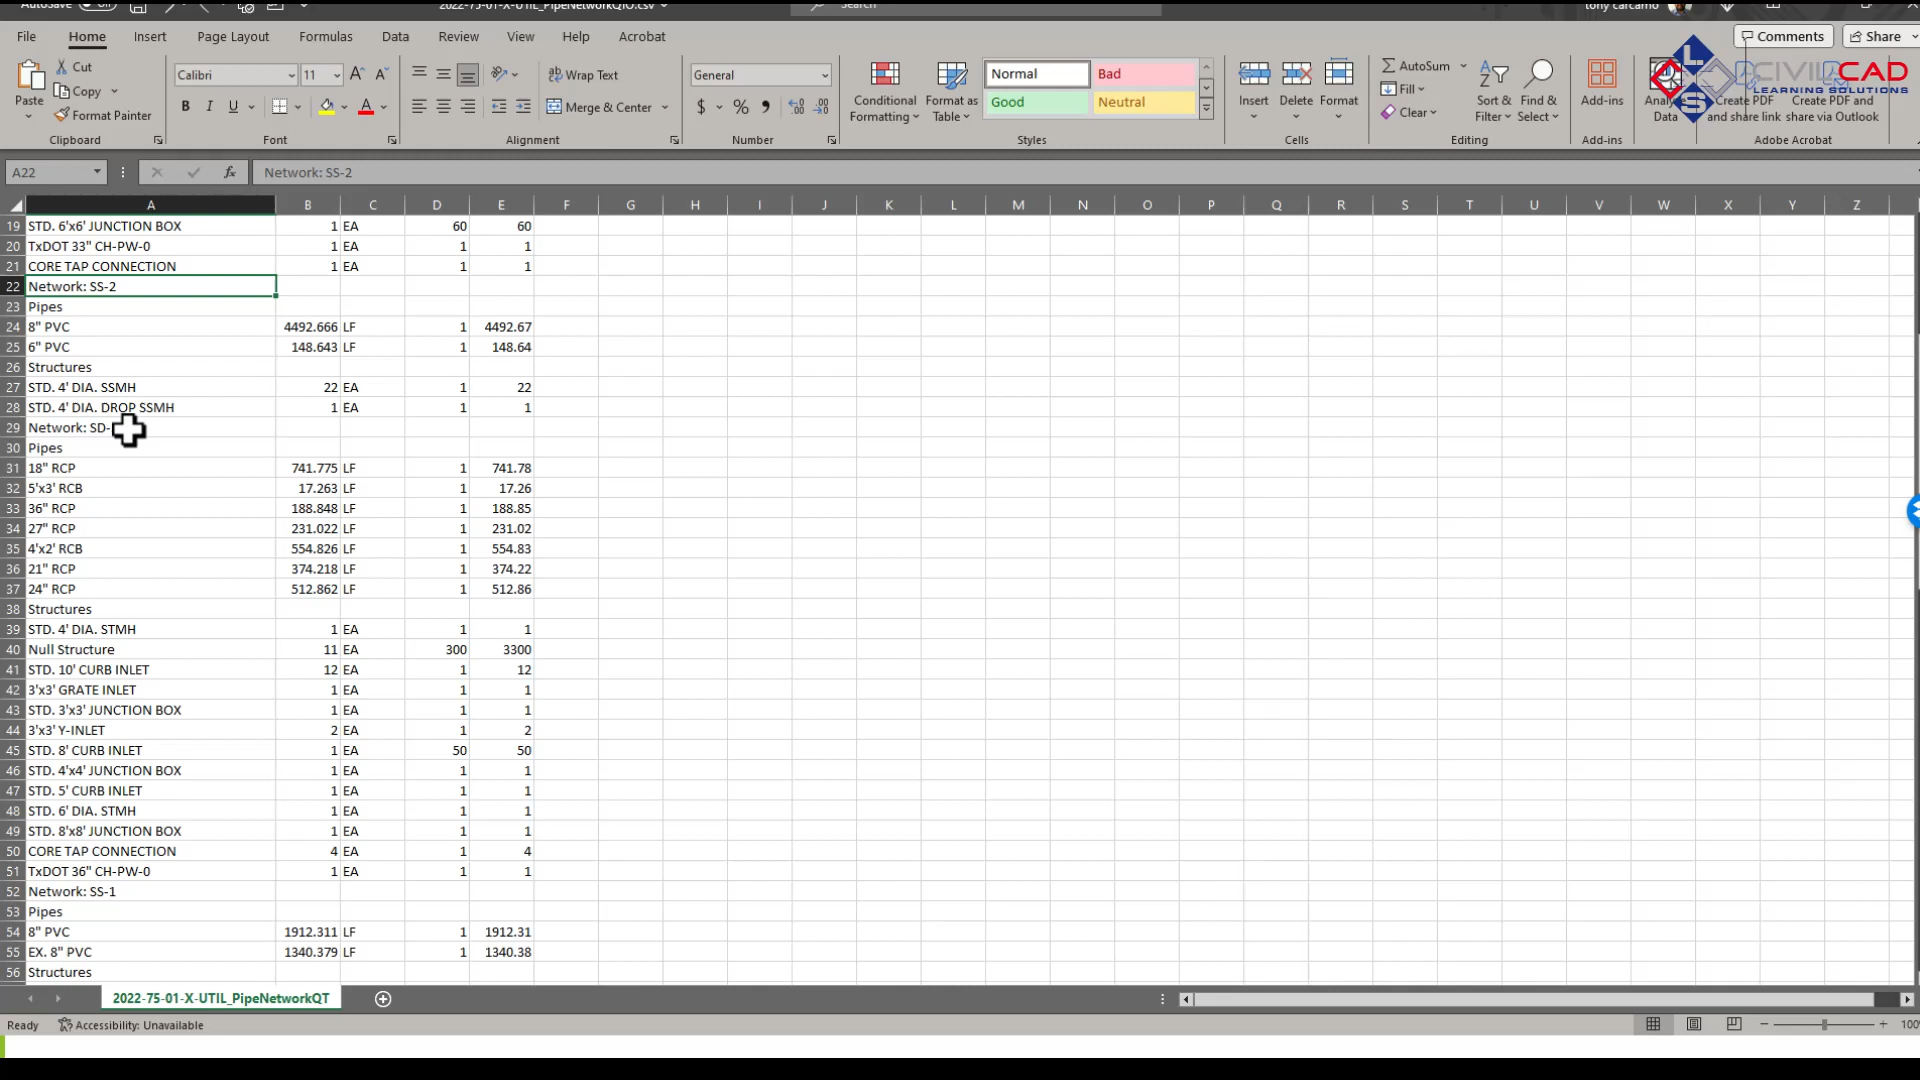 AutoSave Off 2022-75-01-X-UTIL_PipeNetworkQTO.csv Search tony carcamo
File Home Insert Page Layout Formulas Data Review View Help Acrobat Comments Share
Paste Cut Copy Format Painter Clipboard
Calibri 11 B I U Font
Wrap Text Merge & Center Alignment
General $ % Number
Conditional Formatting Format as Table Normal Bad Good Neutral Styles
Insert Delete Format Cells
AutoSum Fill Clear Sort & Filter Find & Select Editing
Add-ins Add-ins
Analyze Data
Create PDF and share link Create PDF and share via Outlook Adobe Acrobat
CIVILCAD
LEARNING SOLUTIONS
L S
A22 fx Network: SS-2
A B C D E F G H I J K L M N O P Q R S T U V W X Y Z
19 STD. 6'x6' JUNCTION BOX 1 EA 60 60
20 TxDOT 33" CH-PW-0 1 EA 1 1
21 CORE TAP CONNECTION 1 EA 1 1
22 Network: SS-2
23 Pipes
24 8" PVC 4492.666 LF 1 4492.67
25 6" PVC 148.643 LF 1 148.64
26 Structures
27 STD. 4' DIA. SSMH 22 EA 1 22
28 STD. 4' DIA. DROP SSMH 1 EA 1 1
29 Network: SD-
30 Pipes
31 18" RCP 741.775 LF 1 741.78
32 5'x3' RCB 17.263 LF 1 17.26
33 36" RCP 188.848 LF 1 188.85
34 27" RCP 231.022 LF 1 231.02
35 4'x2' RCB 554.826 LF 1 554.83
36 21" RCP 374.218 LF 1 374.22
37 24" RCP 512.862 LF 1 512.86
38 Structures
39 STD. 4' DIA. STMH 1 EA 1 1
40 Null Structure 11 EA 300 3300
41 STD. 10' CURB INLET 12 EA 1 12
42 3'x3' GRATE INLET 1 EA 1 1
43 STD. 3'x3' JUNCTION BOX 1 EA 1 1
44 3'x3' Y-INLET 2 EA 1 2
45 STD. 8' CURB INLET 1 EA 50 50
46 STD. 4'x4' JUNCTION BOX 1 EA 1 1
47 STD. 5' CURB INLET 1 EA 1 1
48 STD. 6' DIA. STMH 1 EA 1 1
49 STD. 8'x8' JUNCTION BOX 1 EA 1 1
50 CORE TAP CONNECTION 4 EA 1 4
51 TxDOT 36" CH-PW-0 1 EA 1 1
52 Network: SS-1
53 Pipes
54 8" PVC 1912.311 LF 1 1912.31
55 EX. 8" PVC 1340.379 LF 1 1340.38
56 Structures
2022-75-01-X-UTIL_PipeNetworkQT
Ready Accessibility: Unavailable 100